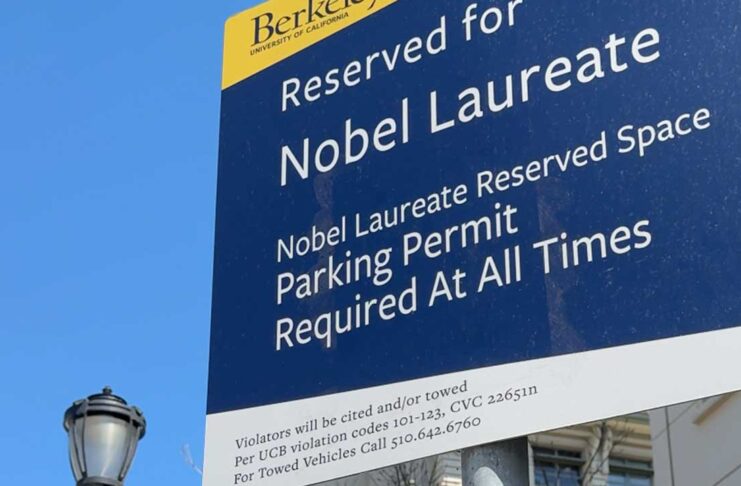 Berkeley
UNIVERSITY OF CALIFORNIA
Reserved for
Nobel Laureate
Nobel Laureate Reserved Space
Parking Permit
Required At All Times
Violators will be cited and/or towed
Per UCB violation codes 101-123, CVC 22651n
For Towed Vehicles Call 510.642.6760